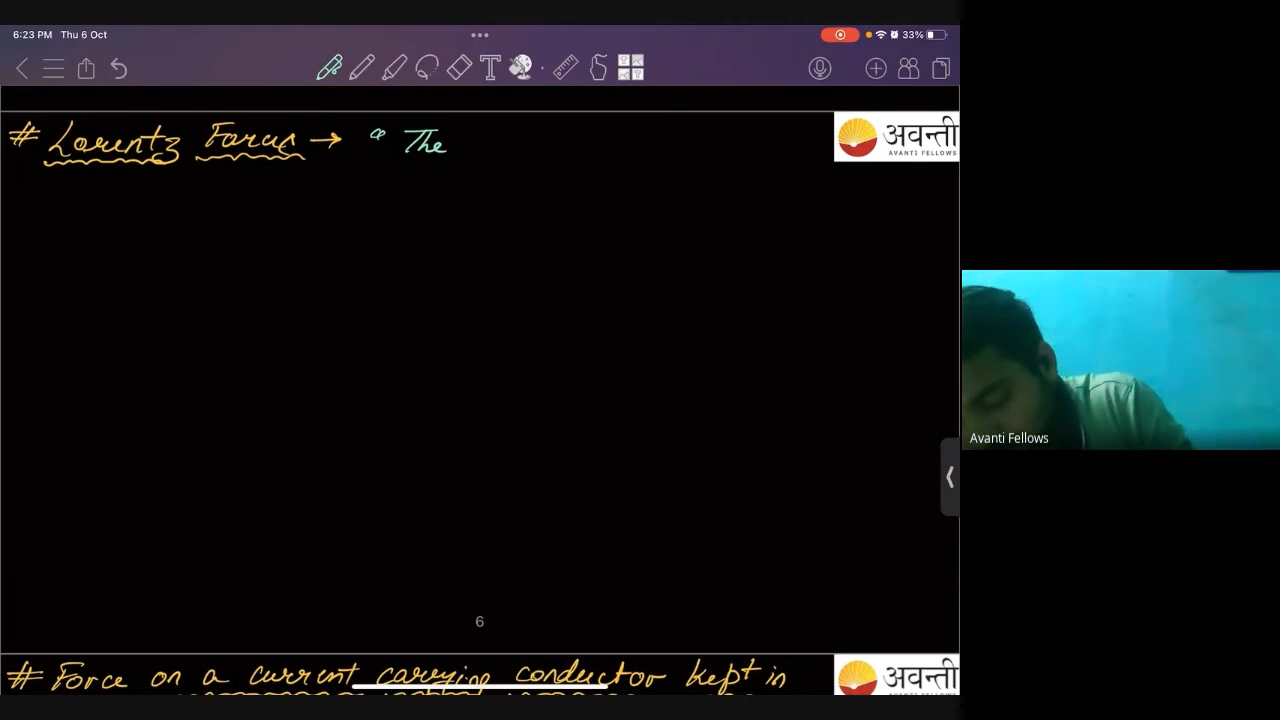 6:23 PM Thu 6 Oct
33%
# Lorentz Force → " The
अवन्ती
AVANTI FELLOWS
Avanti Fellows
6
# Force on a current carrying conductor kept in
अवन्ती